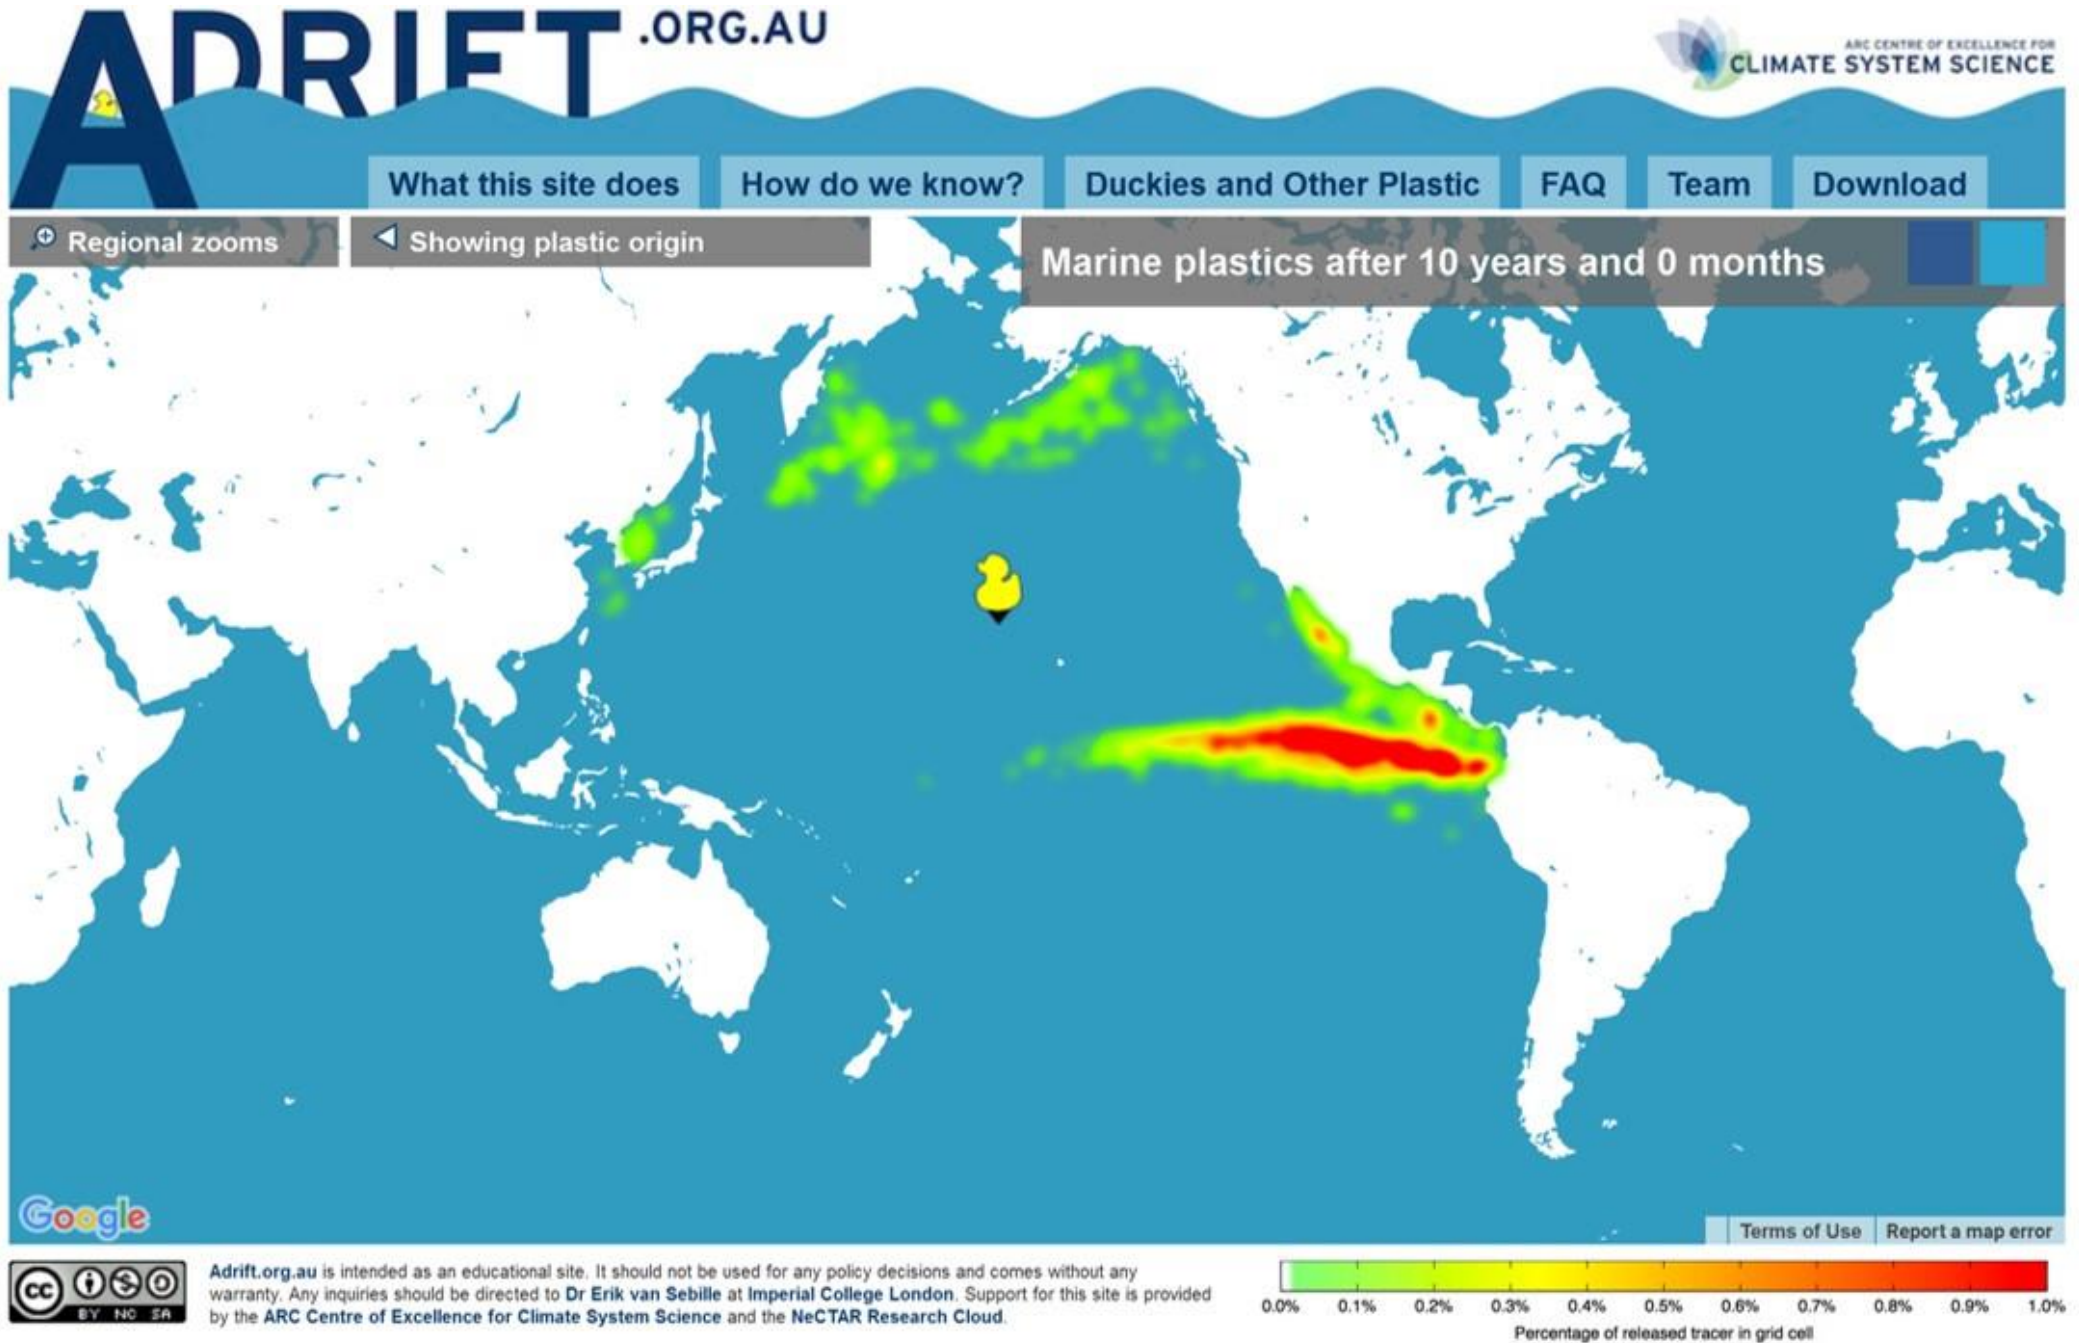 ADRIFT.ORG.AU
ARC CENTRE OF EXCELLENCE FOR
CLIMATE SYSTEM SCIENCE
What this site does
How do we know?
Duckies and Other Plastic
FAQ
Team
Download
Regional zooms
Showing plastic origin
Marine plastics after 10 years and 0 months
Google
Terms of Use
Report a map error
CC BY NC SA
Adrift.org.au is intended as an educational site. It should not be used for any policy decisions and comes without any
warranty. Any inquiries should be directed to Dr Erik van Sebille at Imperial College London. Support for this site is provided
by the ARC Centre of Excellence for Climate System Science and the NeCTAR Research Cloud.
0.0% 0.1% 0.2% 0.3% 0.4% 0.5% 0.6% 0.7% 0.8% 0.9% 1.0%
Percentage of released tracer in grid cell